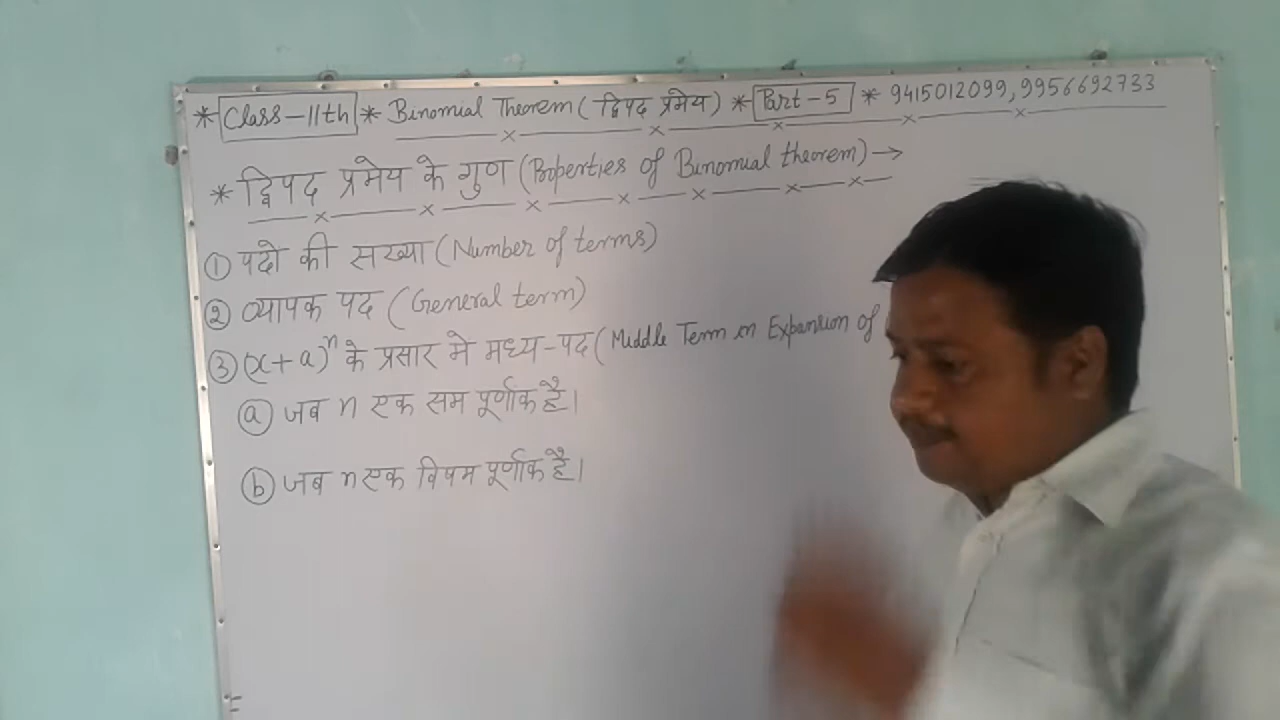 * Class-11th * Binomial Theorem (द्विपद प्रमेय) * Part-5 * 9415012099, 9956692733
* द्विपद प्रमेय के गुण (Properties of Binomial theorem) →
① पदो की सख्या (Number of terms)
② व्यापक पद (General term)
③ (x+a)ⁿ के प्रसार मे मध्य-पद (Middle Term in Expansion of
ⓐ जब n एक सम पूर्णांक है।
ⓑ जब n एक विषम पूर्णांक है।